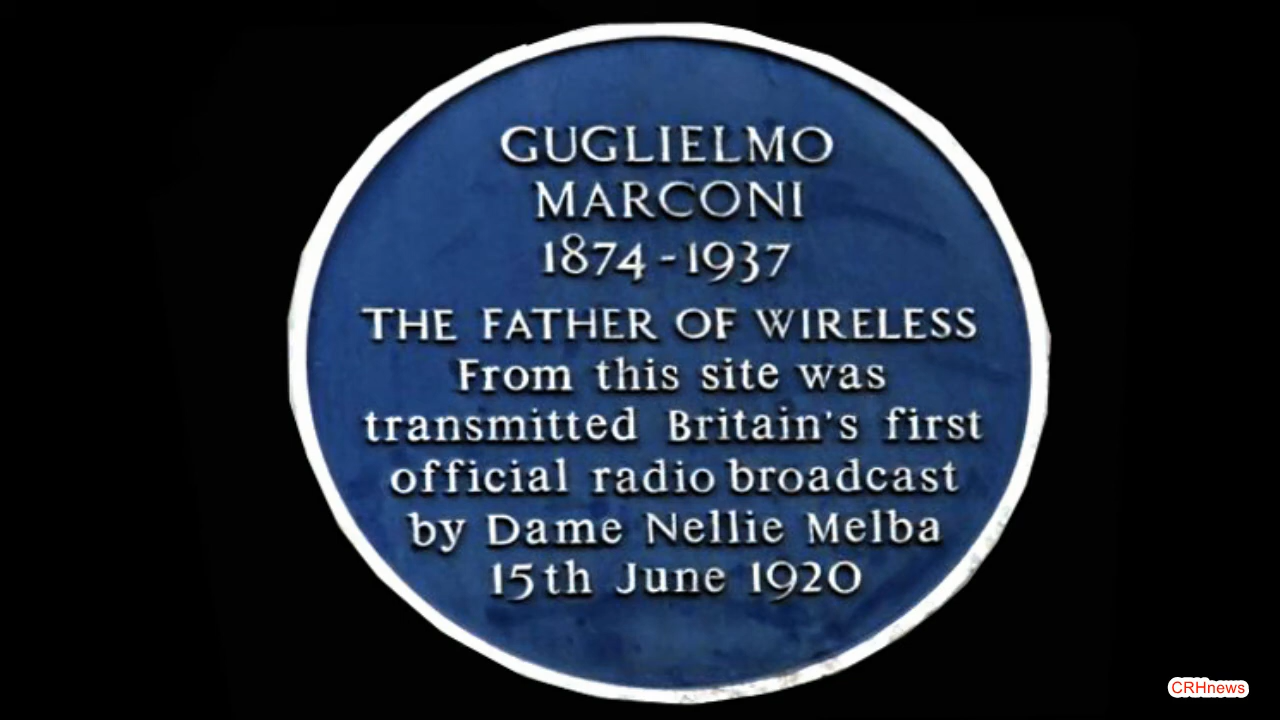 GUGLIELMO
MARCONI
1874-1937
THE FATHER OF WIRELESS
From this site was
transmitted Britain's first
official radio broadcast
by Dame Nellie Melba
15th June 1920
CRHnews